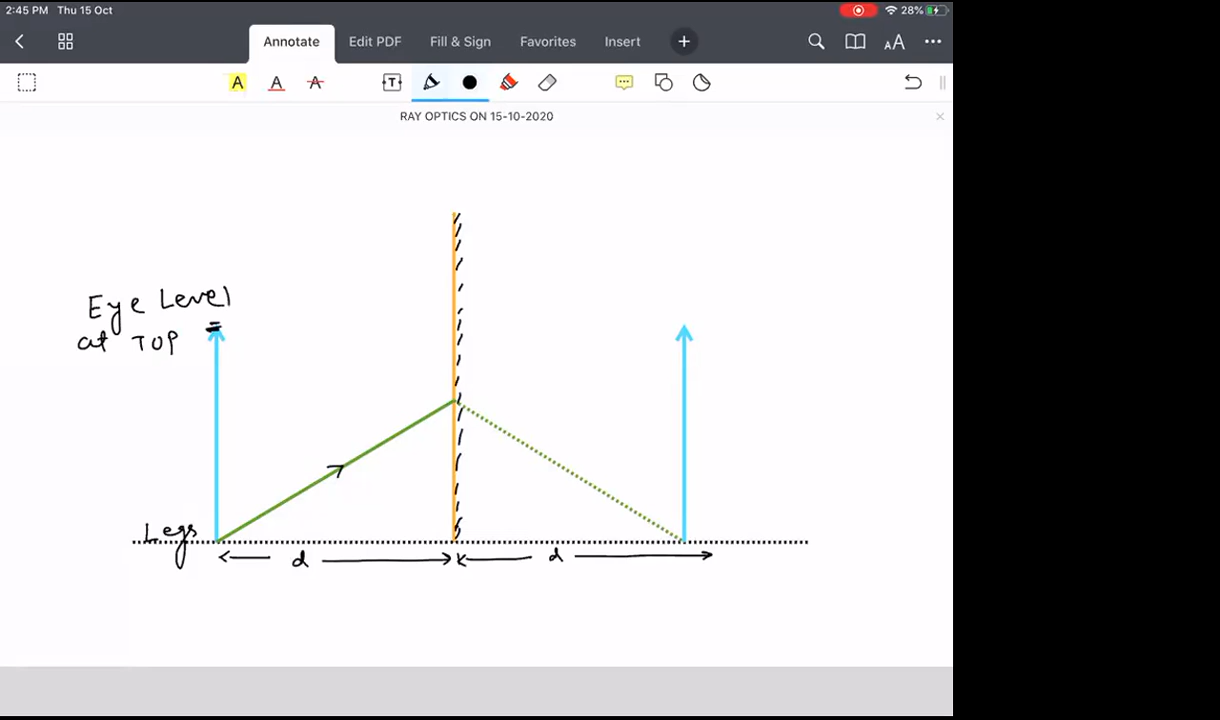 2:45 PM Thu 15 Oct
28%
Annotate Edit PDF Fill & Sign Favorites Insert
AA
A A A T
RAY OPTICS ON 15-10-2020
Eye Level
at TOP
Legs
d d